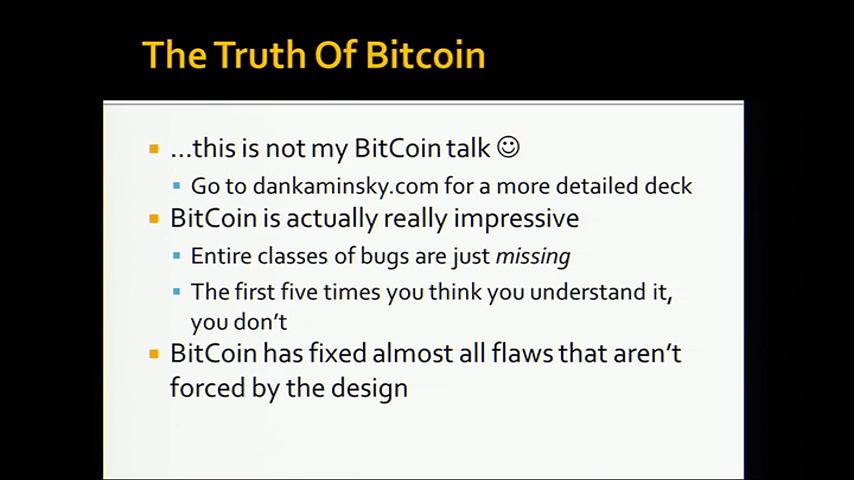 The Truth Of Bitcoin
…this is not my BitCoin talk ☺
Go to dankaminsky.com for a more detailed deck
BitCoin is actually really impressive
Entire classes of bugs are just missing
The first five times you think you understand it,
you don't
BitCoin has fixed almost all flaws that aren't
forced by the design